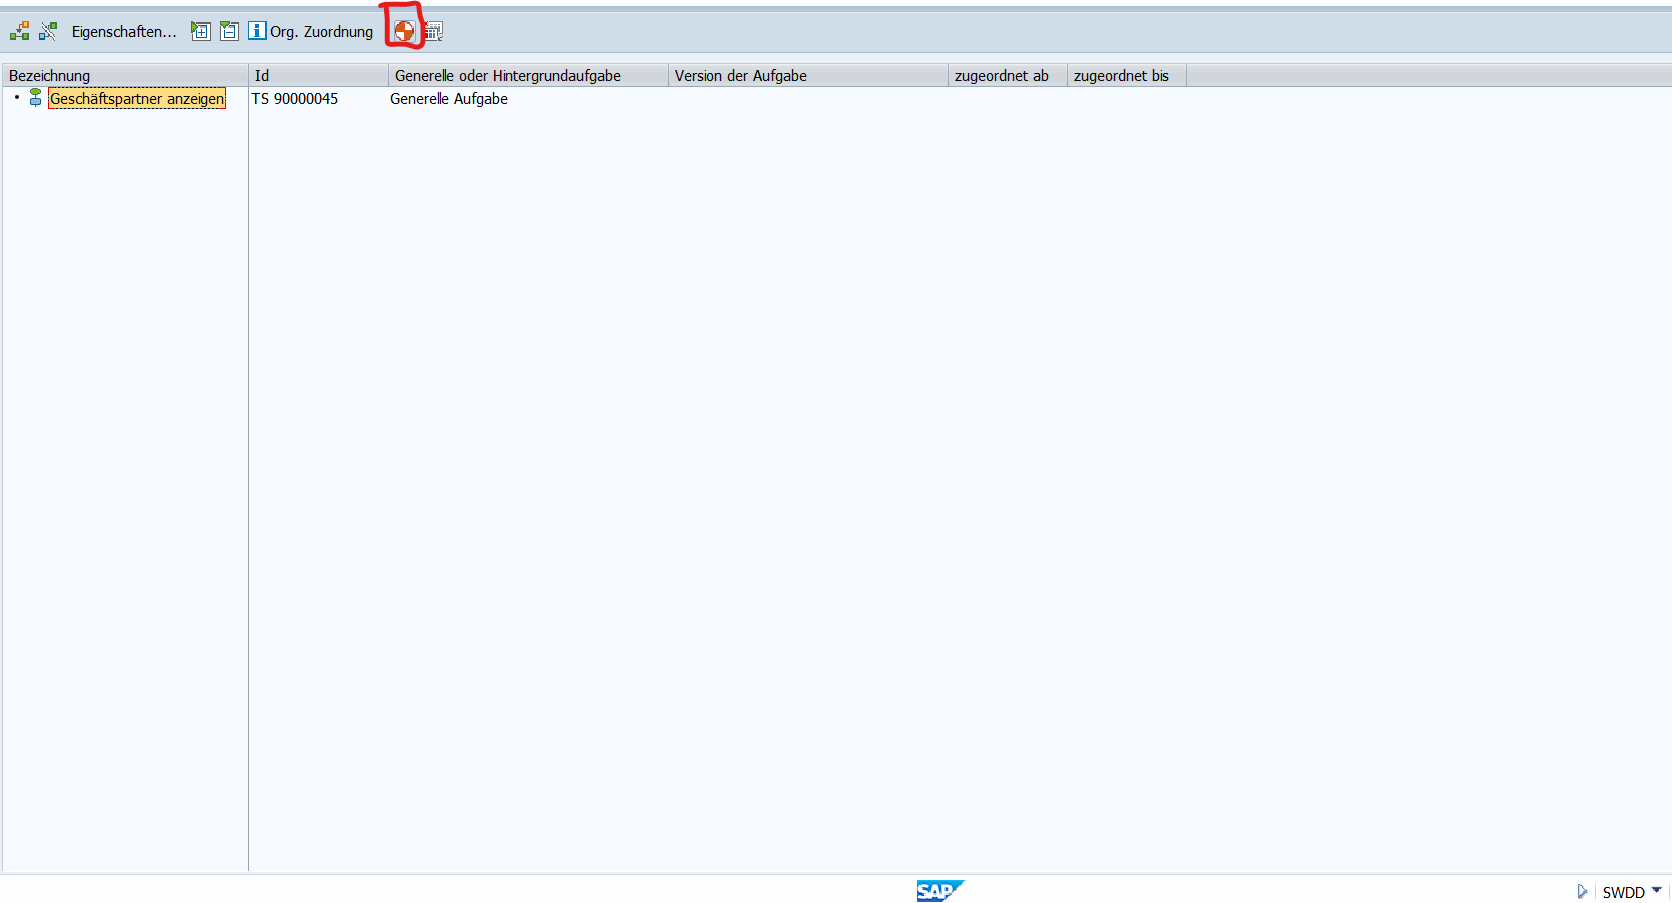 Eigenschaften... Org. Zuordnung
Bezeichnung Id Generelle oder Hintergrundaufgabe Version der Aufgabe zugeordnet ab zugeordnet bis
Geschäftspartner anzeigen TS 90000045 Generelle Aufgabe
SAP SWDD